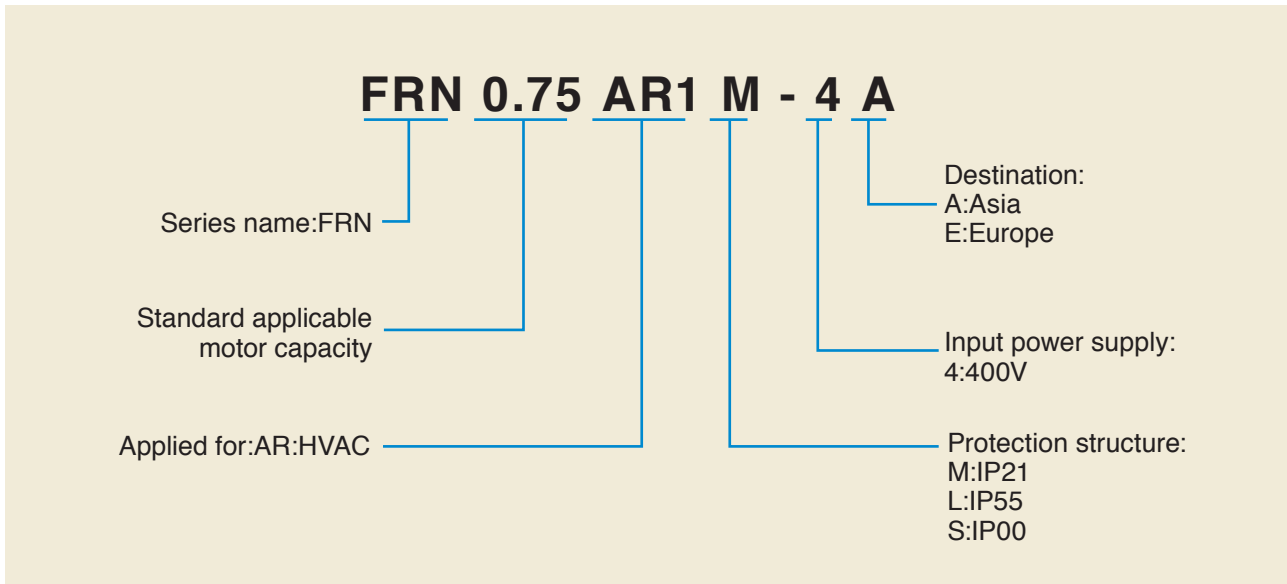 FRN 0.75 AR1 M - 4 A
Series name:FRN
Standard applicable
motor capacity
Applied for:AR:HVAC
Destination:
A:Asia
E:Europe
Input power supply:
4:400V
Protection structure:
M:IP21
L:IP55
S:IP00